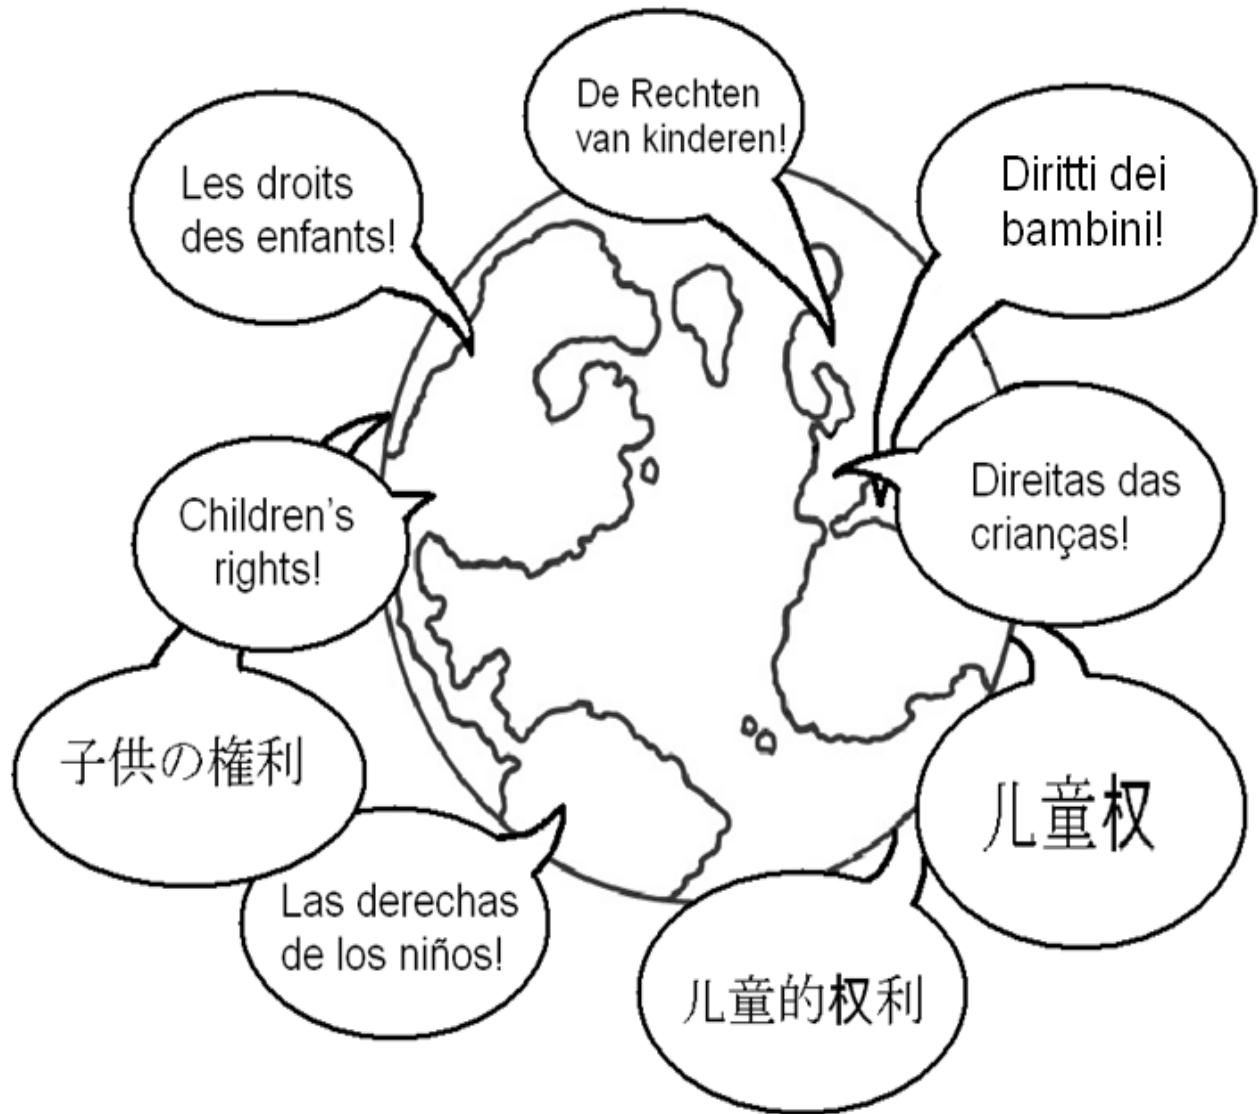 De Rechten
van kinderen!
Les droits
des enfants!
Diritti dei
bambini!
Children's
rights!
Direitas das
crianças!
子供の権利
儿童权
Las derechas
de los niños!
儿童的权利